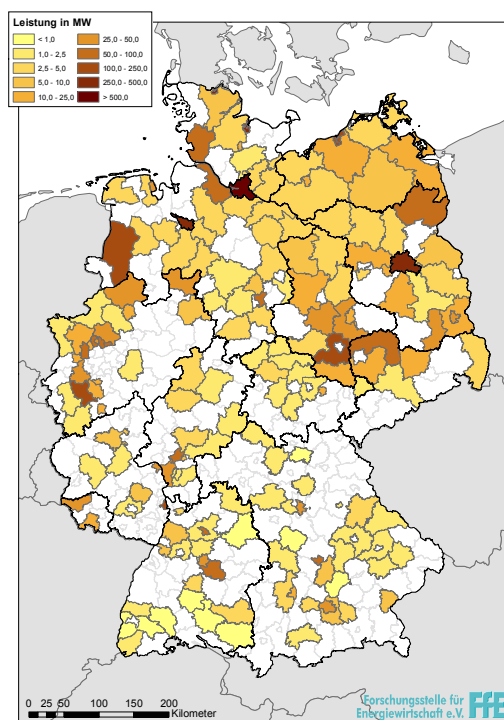 Leistung in MW
< 1,0
1,0 - 2,5
2,5 - 5,0
5,0 - 10,0
10,0 - 25,0
25,0 - 50,0
50,0 - 100,0
100,0 - 250,0
250,0 - 500,0
> 500,0
0 25 50 100 150 200
Kilometer
Forschungsstelle für
Energiewirtschaft e.V. FfE